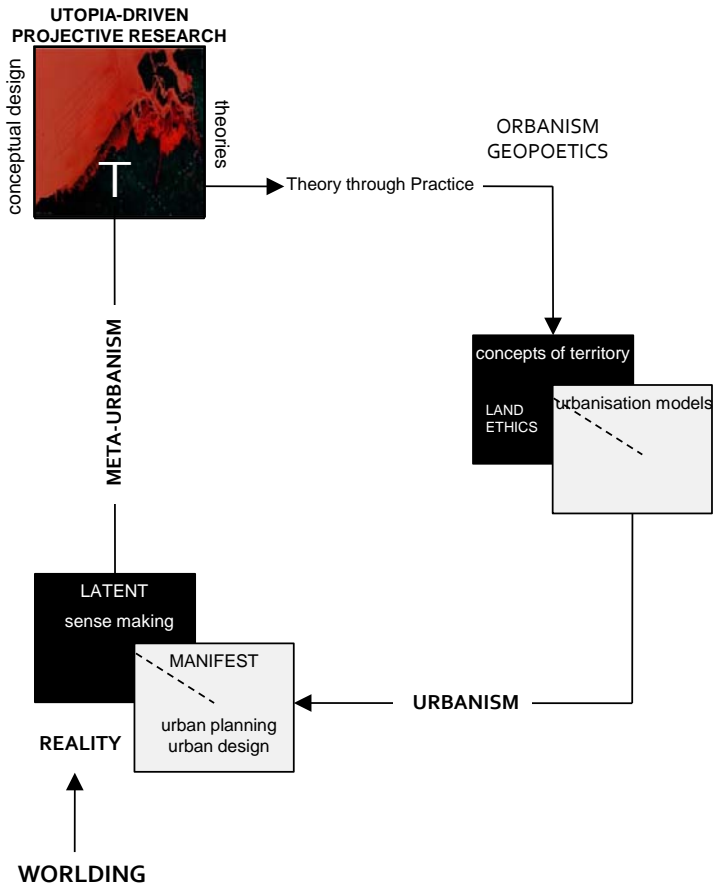 UTOPIA-DRIVEN
PROJECTIVE RESEARCH
conceptual design
theories
T
ORBANISM
GEOPOETICS
Theory through Practice
concepts of territory
LAND
ETHICS
urbanisation models
META-URBANISM
LATENT
sense making
MANIFEST
urban planning
urban design
URBANISM
REALITY
WORLDING